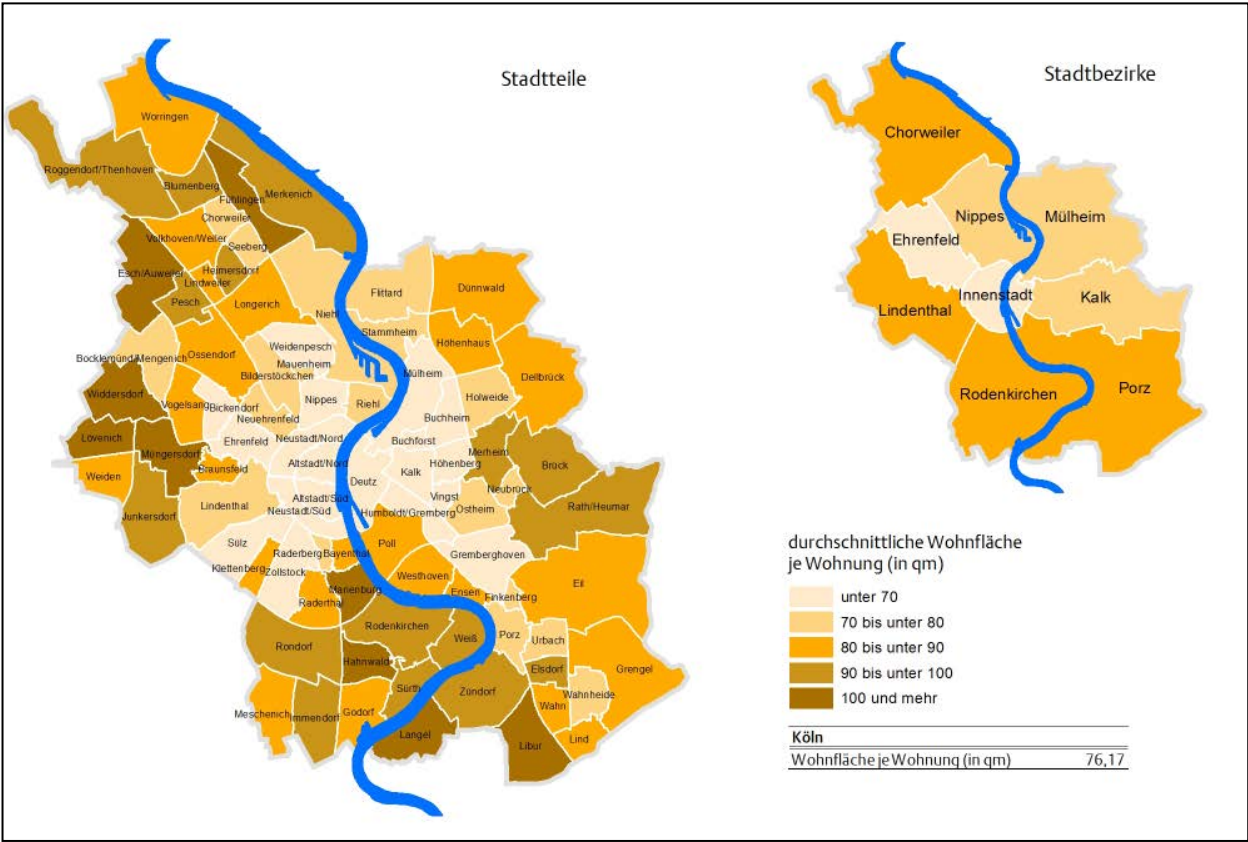 Stadtteile
Worringen
Roggendorf/Thenhoven
Blumenberg
Fühlingen
Merkenich
Chorweiler
Volkhoven/Weiler
Seeberg
Esch/Auweiler
Heimersdorf
Lindweiler
Pesch
Longerich
Niehl
Flittard
Dünnwald
Stammheim
Weidenpesch
Ossendorf
Höhenhaus
Bocklemünd/Mengenich
Mauenheim
Bilderstöckchen
Mülheim
Dellbrück
Widdersdorf
Vogelsang
Bickendorf
Nippes
Riehl
Holweide
Neuehrenfeld
Buchheim
Lövenich
Ehrenfeld
Neustadt/Nord
Buchforst
Müngersdorf
Merheim
Weiden
Braunsfeld
Altstadt/Nord
Kalk
Höhenberg
Brück
Deutz
Neubrück
Lindenthal
Altstadt/Süd
Vingst
Rath/Heumar
Junkersdorf
Neustadt/Süd
Humboldt/Gremberg
Ostheim
Sülz
Raderberg
Bayenthal
Poll
Gremberghoven
Klettenberg
Zollstock
Westhoven
Eil
Marienburg
Ensen
Finkenberg
Raderthal
Rodenkirchen
Weiß
Porz
Urbach
Rondorf
Hahnwald
Elsdorf
Grengel
Sürth
Zündorf
Wahnheide
Meschenich
Immendorf
Godorf
Wahn
Langel
Libur
Lind
Stadtbezirke
Chorweiler
Nippes
Mülheim
Ehrenfeld
Innenstadt
Kalk
Lindenthal
Rodenkirchen
Porz
durchschnittliche Wohnfläche
je Wohnung (in qm)
unter 70
70 bis unter 80
80 bis unter 90
90 bis unter 100
100 und mehr
Köln
Wohnfläche je Wohnung (in qm) 76,17